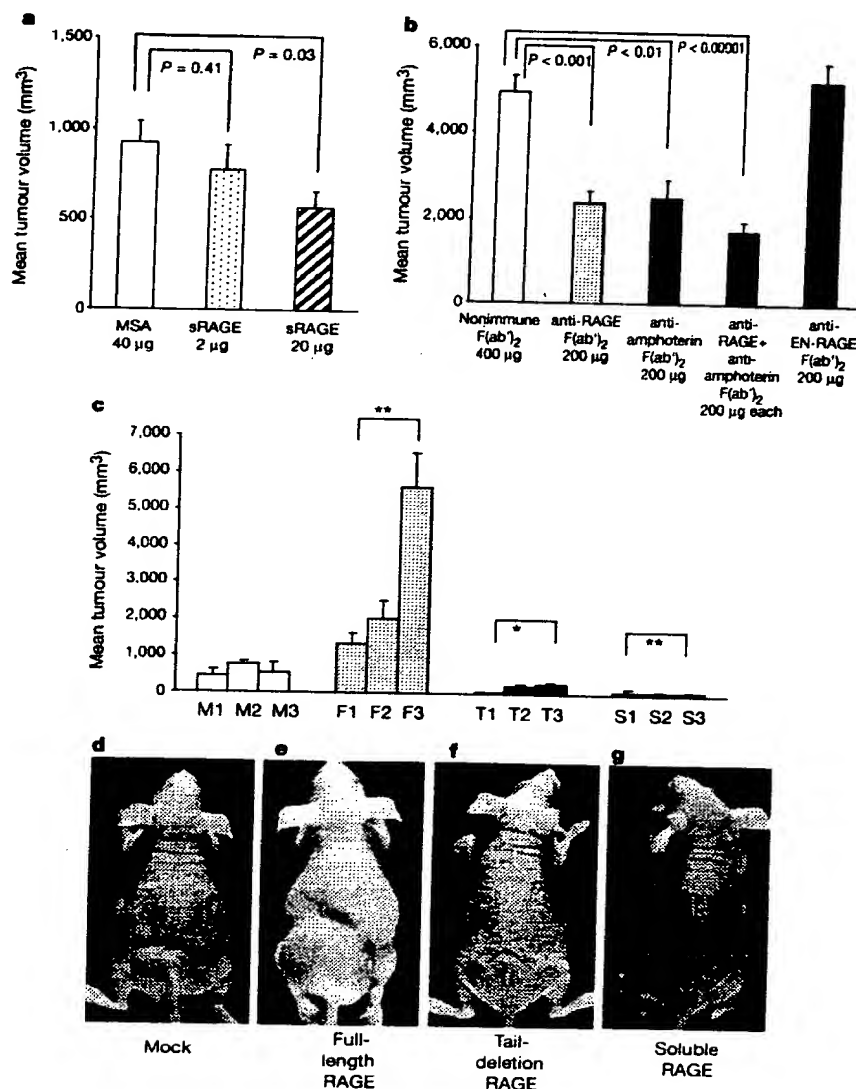 a
1,500
P = 0.03
P = 0.41
1,000
500
0
Mean tumour volume (mm³)
MSA
40 µg
sRAGE
2 µg
sRAGE
20 µg
b
6,000
P < 0.001
P < 0.01
P < 0.00001
4,000
2,000
0
Mean tumour volume (mm³)
Nonimmune
F(ab')₂
400 µg
anti-RAGE
F(ab')₂
200 µg
anti-
amphoterin
F(ab')₂
200 µg
anti-
RAGE+
anti-
amphoterin
F(ab')₂
200 µg each
anti-
EN-RAGE
F(ab')₂
200 µg
c
7,000
6,000
5,000
4,000
3,000
2,000
1,000
0
Mean tumour volume (mm³)
**
*
**
M1 M2 M3
F1 F2 F3
T1 T2 T3
S1 S2 S3
d
e
f
g
Mock
Full-
length
RAGE
Tail-
deletion
RAGE
Soluble
RAGE